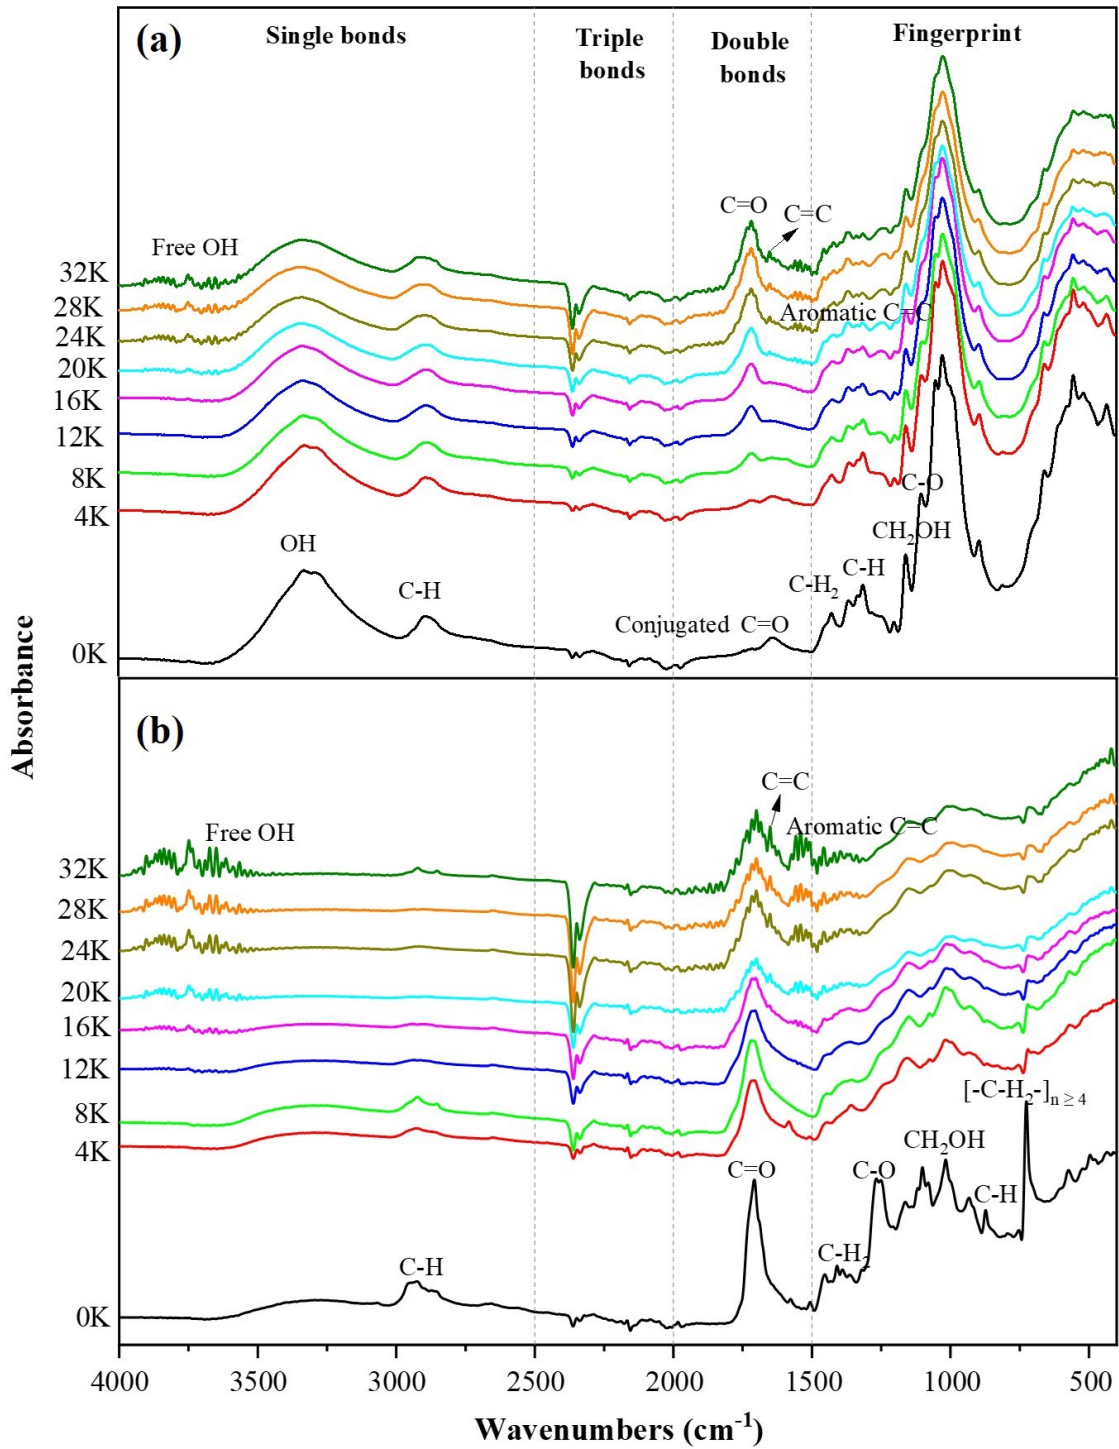 (a)
Single bonds
Triple
bonds
Double
bonds
Fingerprint
C=O
C=C
Free OH
32K
28K
Aromatic C=C
24K
20K
16K
12K
8K
4K
C-O
OH
CH₂OH
C-H
C-H
C-H₂
Conjugated C=O
0K
Absorbance
(b)
C=C
Free OH
Aromatic C=C
32K
28K
24K
20K
16K
12K
8K
4K
[-C-H₂-]n ≥ 4
CH₂OH
C=O
C-O
C-H
C-H₂
C-H
0K
4000 3500 3000 2500 2000 1500 1000 500
Wavenumbers (cm⁻¹)